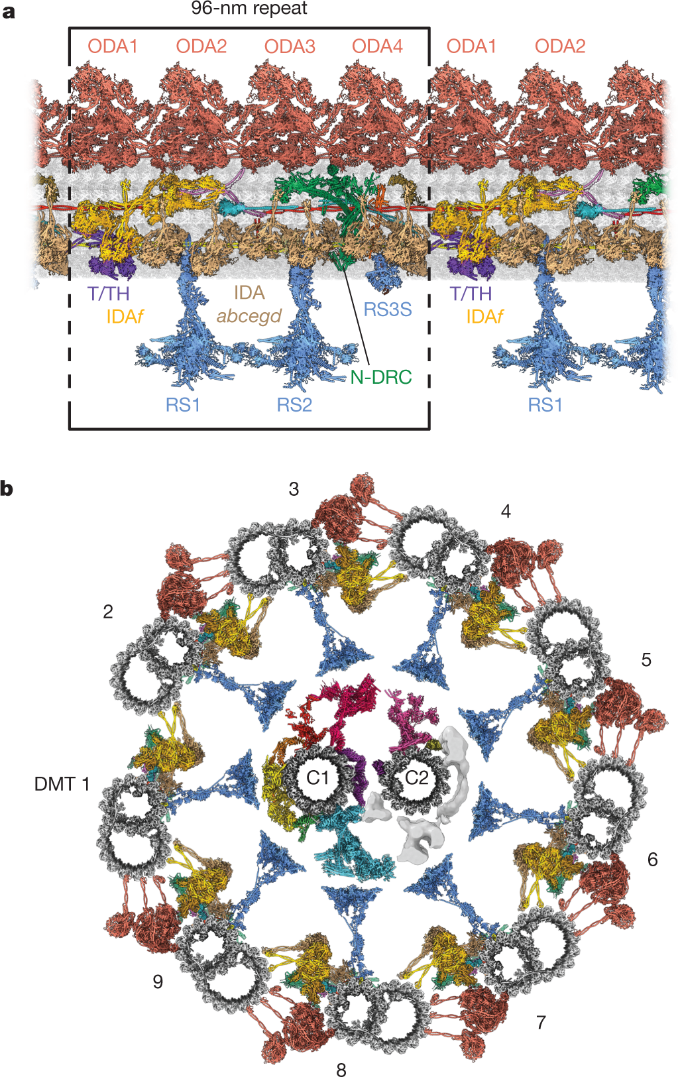 a
96-nm repeat
ODA1 ODA2 ODA3 ODA4 ODA1 ODA2
T/TH IDA RS3S T/TH
IDAf abcegd IDAf
N-DRC
RS1 RS2 RS1
b
3
4
2
5
C1 C2
DMT 1
6
9
7
8